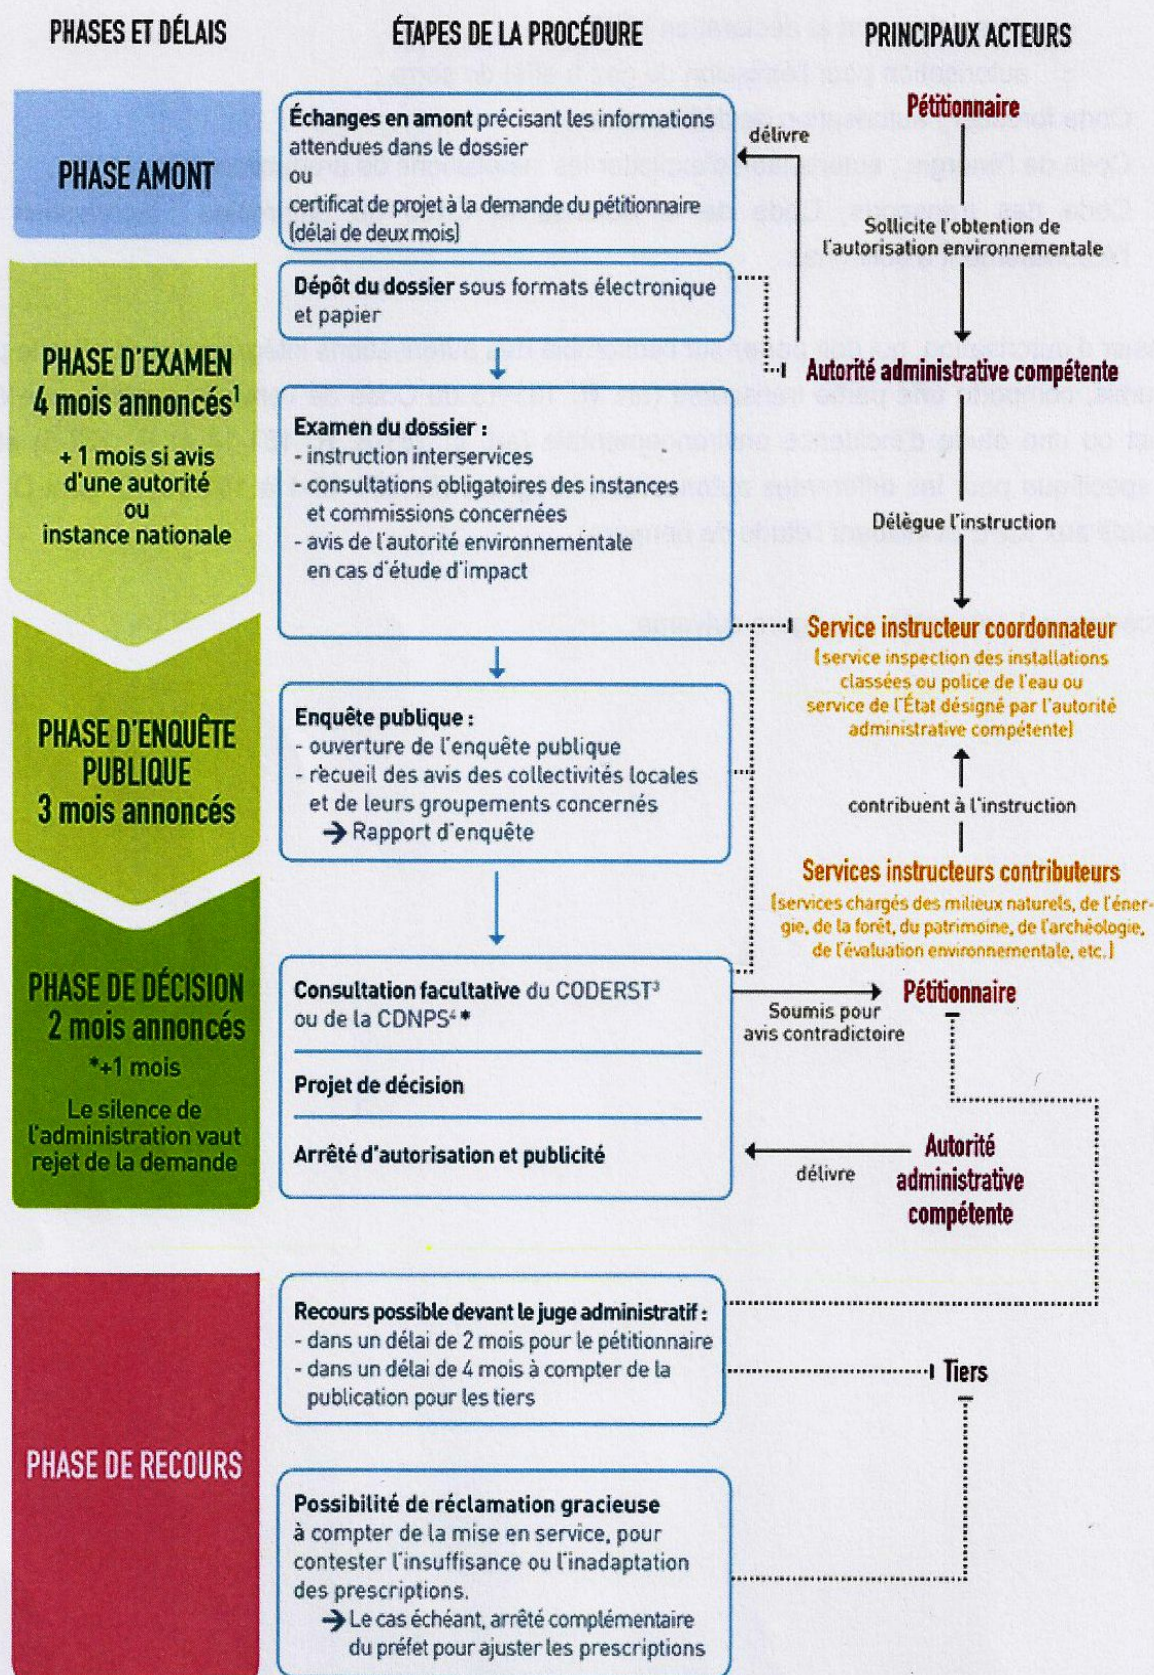 PHASES ET DÉLAIS
ÉTAPES DE LA PROCÉDURE
PRINCIPAUX ACTEURS
PHASE AMONT
Échanges en amont précisant les informations
attendues dans le dossier
ou
certificat de projet à la demande du pétitionnaire
(délai de deux mois)
délivre
Pétitionnaire
Sollicite l'obtention de
l'autorisation environnementale
PHASE D'EXAMEN
4 mois annoncés¹
+ 1 mois si avis
d'une autorité
ou
instance nationale
Dépôt du dossier sous formats électronique
et papier
Autorité administrative compétente
Examen du dossier :
- instruction interservices
- consultations obligatoires des instances
et commissions concernées
- avis de l'autorité environnementale
en cas d'étude d'impact
Délègue l'instruction
Service instructeur coordonnateur
(service inspection des installations
classées ou police de l'eau ou
service de l'État désigné par l'autorité
administrative compétente)
PHASE D'ENQUÊTE
PUBLIQUE
3 mois annoncés
Enquête publique :
- ouverture de l'enquête publique
- recueil des avis des collectivités locales
et de leurs groupements concernés
→ Rapport d'enquête
contribuent à l'instruction
Services instructeurs contributeurs
(services chargés des milieux naturels, de l'éner-
gie, de la forêt, du patrimoine, de l'archéologie,
de l'évaluation environnementale, etc.)
PHASE DE DÉCISION
2 mois annoncés
*+1 mois
Le silence de
l'administration vaut
rejet de la demande
Consultation facultative du CODERST³
ou de la CDNPS⁴*
Projet de décision
Arrêté d'autorisation et publicité
Soumis pour
avis contradictoire
Pétitionnaire
délivre
Autorité
administrative
compétente
PHASE DE RECOURS
Recours possible devant le juge administratif :
- dans un délai de 2 mois pour le pétitionnaire
- dans un délai de 4 mois à compter de la
publication pour les tiers
Tiers
Possibilité de réclamation gracieuse
à compter de la mise en service, pour
contester l'insuffisance ou l'inadaptation
des prescriptions.
→ Le cas échéant, arrêté complémentaire
du préfet pour ajuster les prescriptions